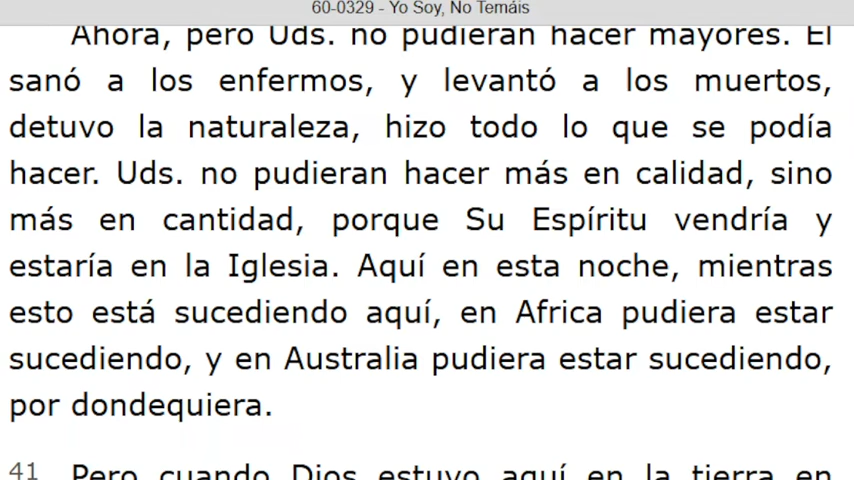 60-0329 - Yo Soy, No Temáis
Ahora, pero Uds. no pudieran hacer mayores. Él
sanó a los enfermos, y levantó a los muertos,
detuvo la naturaleza, hizo todo lo que se podía
hacer. Uds. no pudieran hacer más en calidad, sino
más en cantidad, porque Su Espíritu vendría y
estaría en la Iglesia. Aquí en esta noche, mientras
esto está sucediendo aquí, en Africa pudiera estar
sucediendo, y en Australia pudiera estar sucediendo,
por dondequiera.
41 Pero cuando Dios estuvo aquí en la tierra en